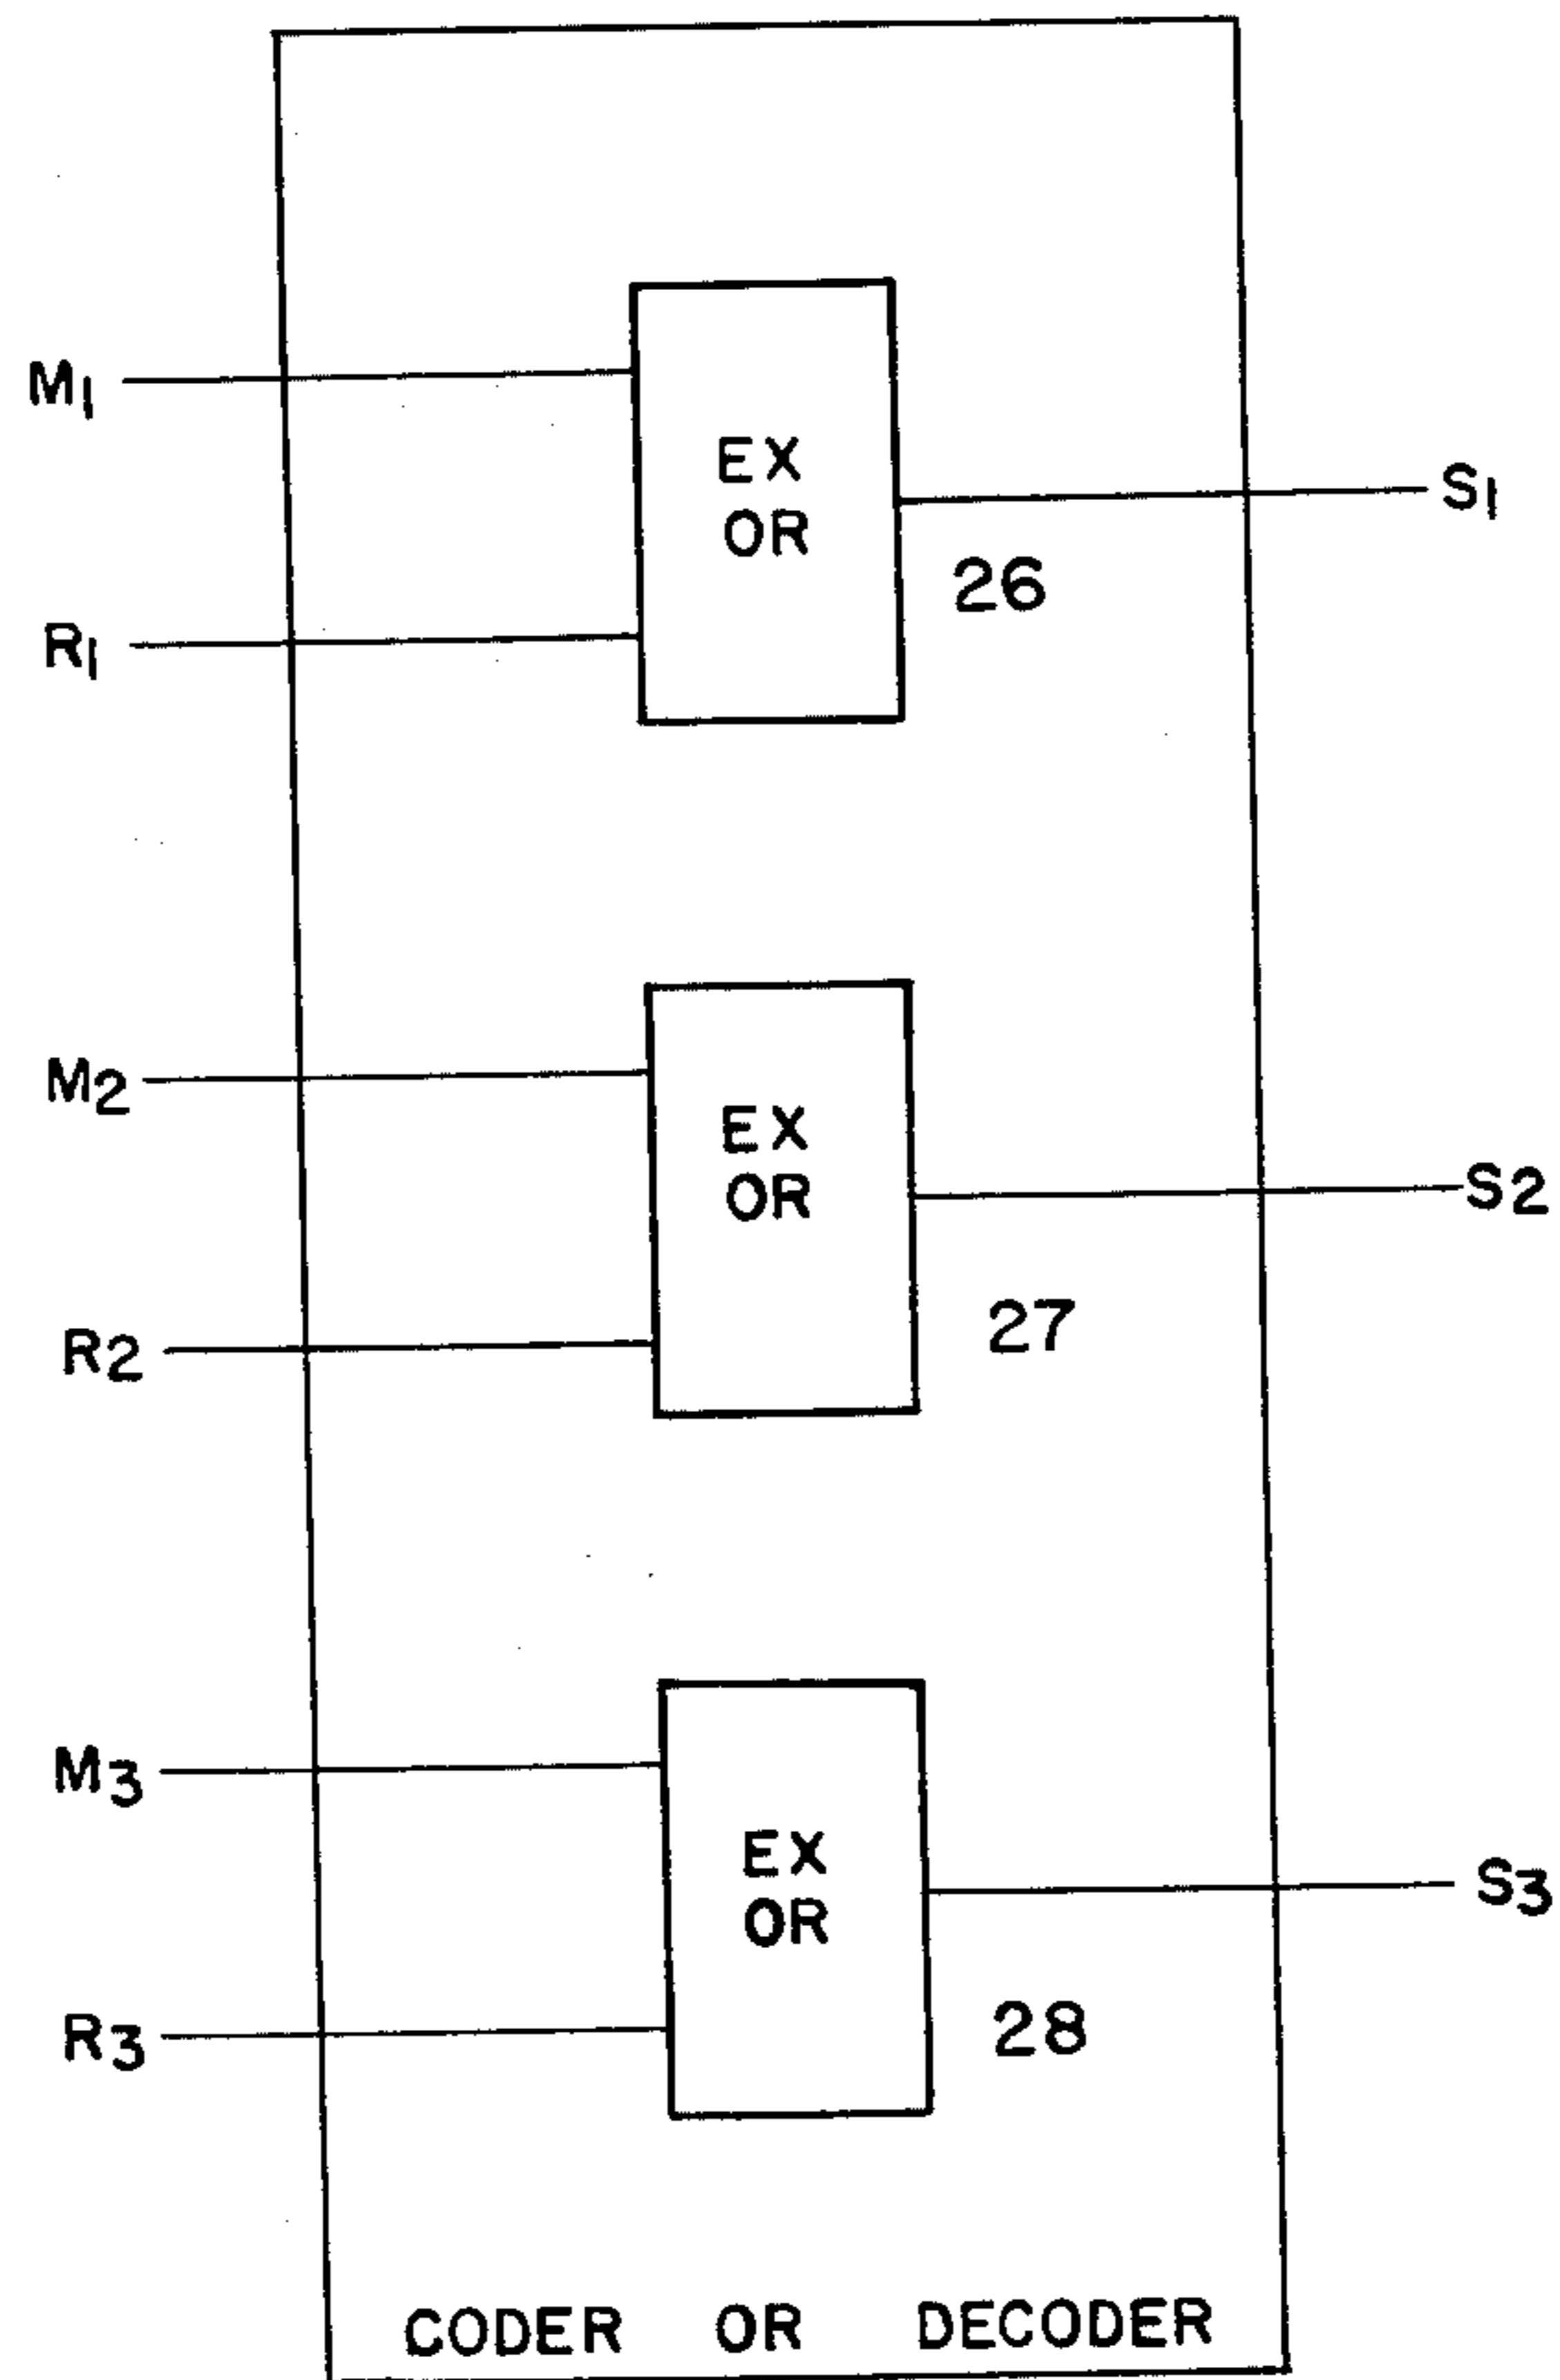 M1
EX
OR
S1
26
R1
M2
EX
OR
S2
27
R2
M3
EX
OR
S3
28
R3
CODER OR DECODER